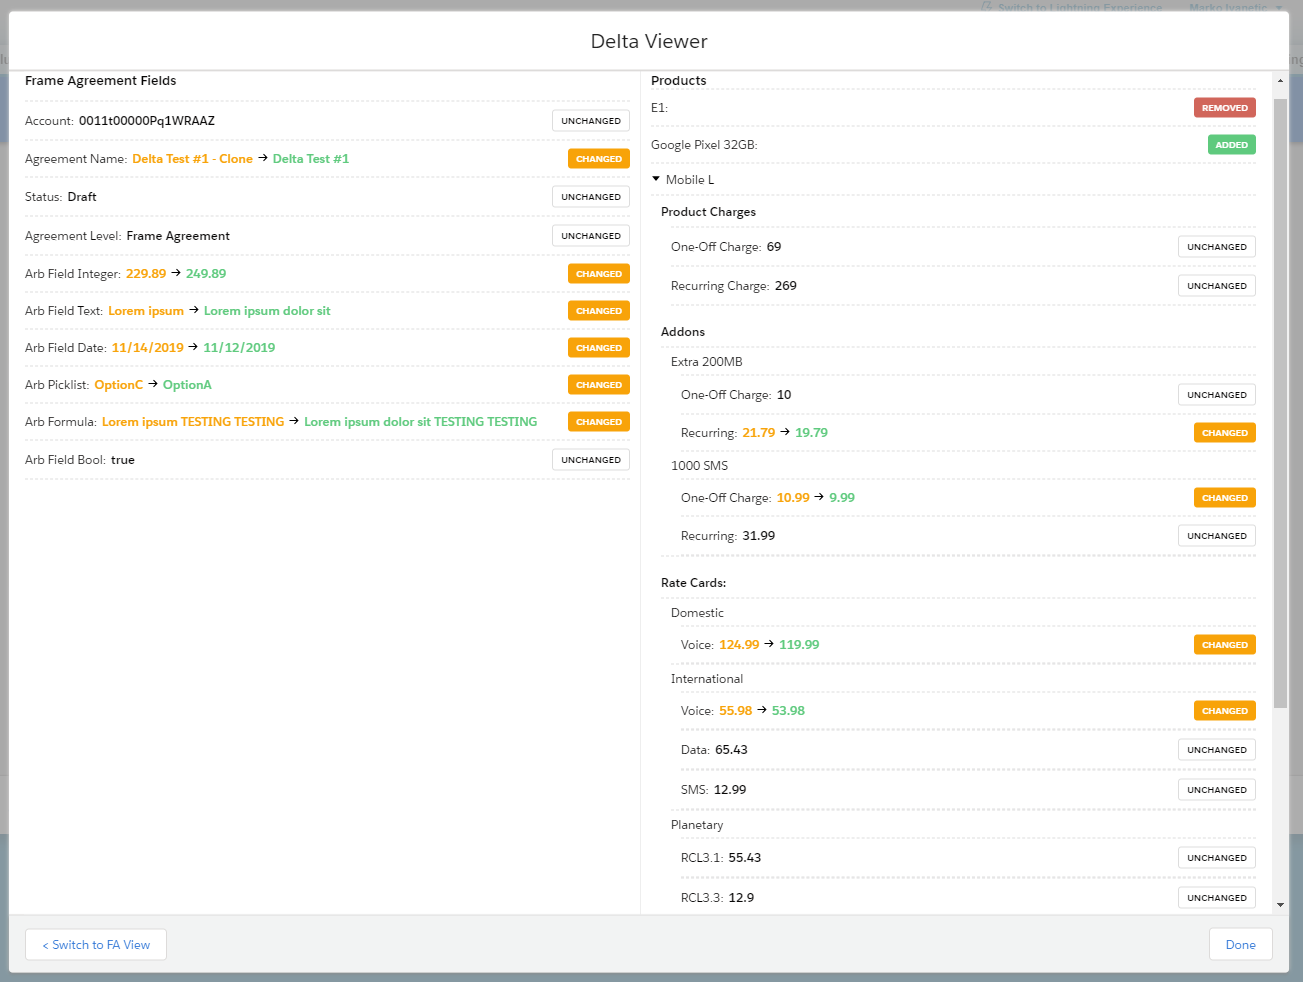 Switch to Lightning Experience Marko Ivanetic
Delta Viewer
Frame Agreement Fields
Account: 0011t00000Pq1WRAAZ UNCHANGED
Agreement Name: Delta Test #1 - Clone → Delta Test #1 CHANGED
Status: Draft UNCHANGED
Agreement Level: Frame Agreement UNCHANGED
Arb Field Integer: 229.89 → 249.89 CHANGED
Arb Field Text: Lorem ipsum → Lorem ipsum dolor sit CHANGED
Arb Field Date: 11/14/2019 → 11/12/2019 CHANGED
Arb Picklist: OptionC → OptionA CHANGED
Arb Formula: Lorem ipsum TESTING TESTING → Lorem ipsum dolor sit TESTING TESTING CHANGED
Arb Field Bool: true UNCHANGED
Products
E1: REMOVED
Google Pixel 32GB: ADDED
Mobile L
Product Charges
One-Off Charge: 69 UNCHANGED
Recurring Charge: 269 UNCHANGED
Addons
Extra 200MB
One-Off Charge: 10 UNCHANGED
Recurring: 21.79 → 19.79 CHANGED
1000 SMS
One-Off Charge: 10.99 → 9.99 CHANGED
Recurring: 31.99 UNCHANGED
Rate Cards:
Domestic
Voice: 124.99 → 119.99 CHANGED
International
Voice: 55.98 → 53.98 CHANGED
Data: 65.43 UNCHANGED
SMS: 12.99 UNCHANGED
Planetary
RCL3.1: 55.43 UNCHANGED
RCL3.3: 12.9 UNCHANGED
< Switch to FA View
Done